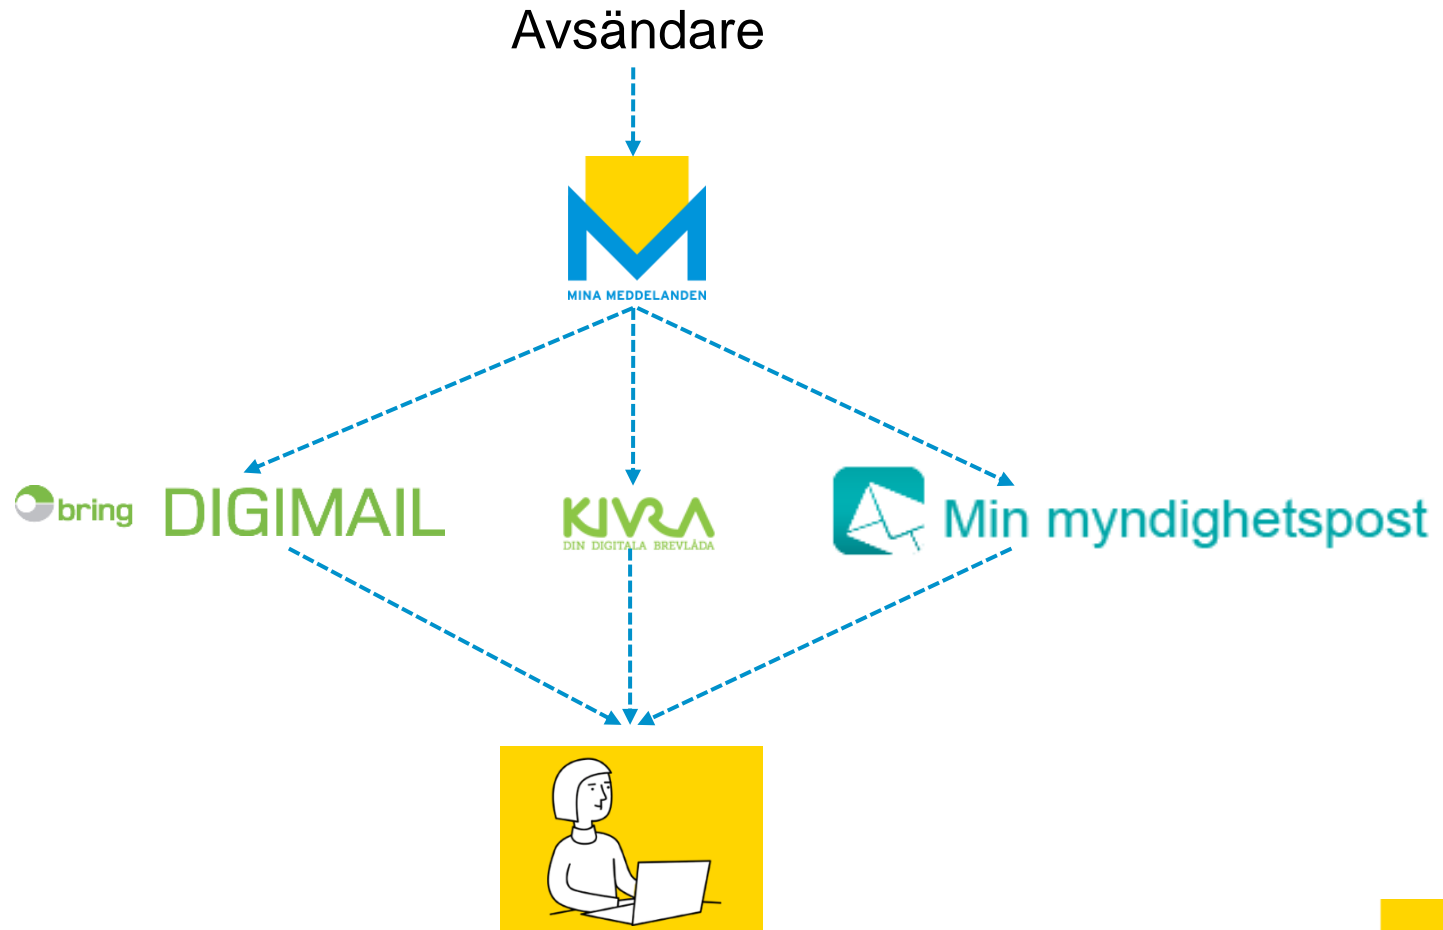 Avsändare
MINA MEDDELANDEN
bring DIGIMAIL
KIVRA
DIN DIGITALA BREVLÅDA
Min myndighetspost